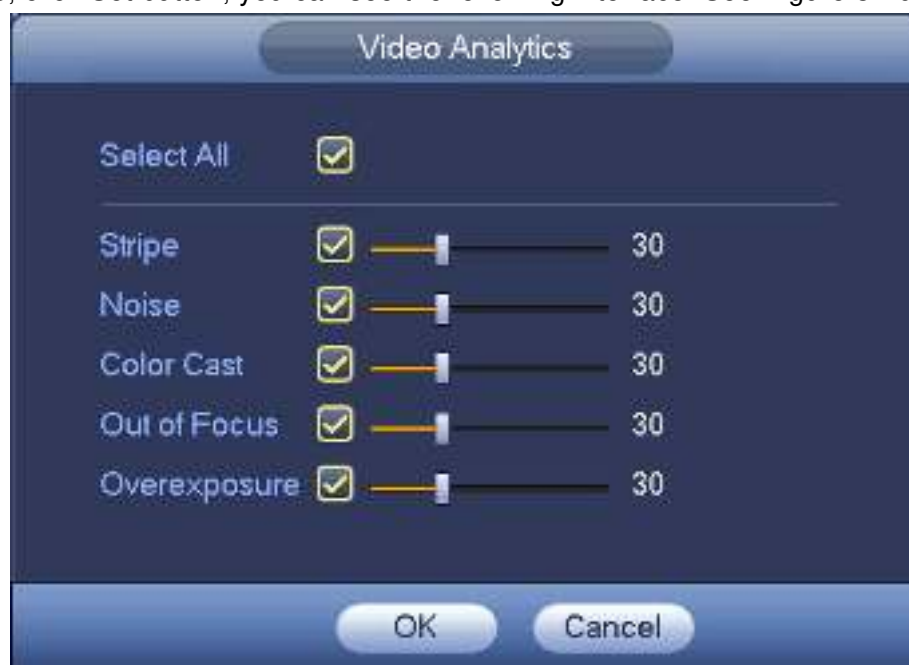 Video Analytics
Select All
Stripe 30
Noise 30
Color Cast 30
Out of Focus 30
Overexposure 30
OK Cancel